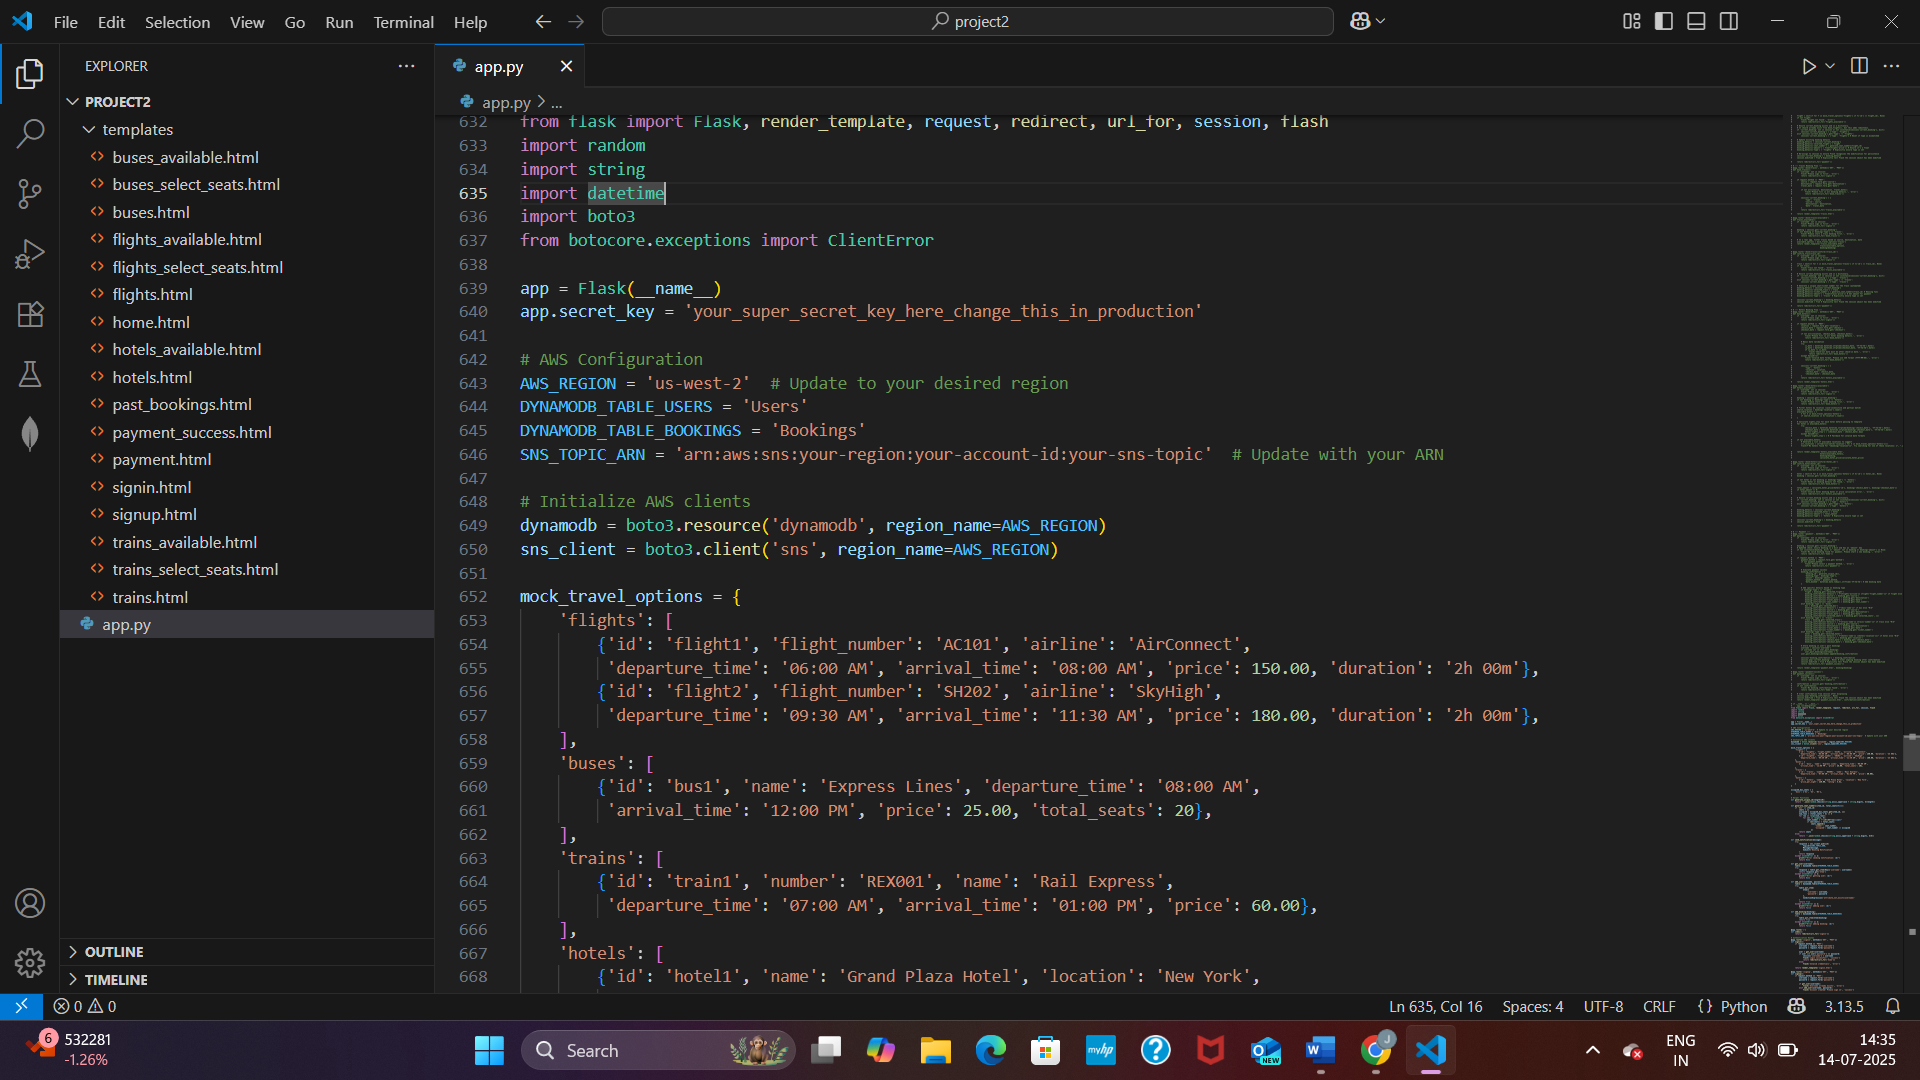 File Edit Selection View Go Run Terminal Help
project2
EXPLORER
PROJECT2
templates
buses_available.html
buses_select_seats.html
buses.html
flights_available.html
flights_select_seats.html
flights.html
home.html
hotels_available.html
hotels.html
past_bookings.html
payment_success.html
payment.html
signin.html
signup.html
trains_available.html
trains_select_seats.html
trains.html
app.py
OUTLINE
TIMELINE
app.py
app.py > ...
632 from flask import Flask, render_template, request, redirect, url_for, session, flash
633 import random
634 import string
635 import datetime
636 import boto3
637 from botocore.exceptions import ClientError
638
639 app = Flask(__name__)
640 app.secret_key = 'your_super_secret_key_here_change_this_in_production'
641
642 # AWS Configuration
643 AWS_REGION = 'us-west-2'  # Update to your desired region
644 DYNAMODB_TABLE_USERS = 'Users'
645 DYNAMODB_TABLE_BOOKINGS = 'Bookings'
646 SNS_TOPIC_ARN = 'arn:aws:sns:your-region:your-account-id:your-sns-topic'  # Update with your ARN
647
648 # Initialize AWS clients
649 dynamodb = boto3.resource('dynamodb', region_name=AWS_REGION)
650 sns_client = boto3.client('sns', region_name=AWS_REGION)
651
652 mock_travel_options = {
653 'flights': [
654 {'id': 'flight1', 'flight_number': 'AC101', 'airline': 'AirConnect',
655 'departure_time': '06:00 AM', 'arrival_time': '08:00 AM', 'price': 150.00, 'duration': '2h 00m'},
656 {'id': 'flight2', 'flight_number': 'SH202', 'airline': 'SkyHigh',
657 'departure_time': '09:30 AM', 'arrival_time': '11:30 AM', 'price': 180.00, 'duration': '2h 00m'},
658 ],
659 'buses': [
660 {'id': 'bus1', 'name': 'Express Lines', 'departure_time': '08:00 AM',
661 'arrival_time': '12:00 PM', 'price': 25.00, 'total_seats': 20},
662 ],
663 'trains': [
664 {'id': 'train1', 'number': 'REX001', 'name': 'Rail Express',
665 'departure_time': '07:00 AM', 'arrival_time': '01:00 PM', 'price': 60.00},
666 ],
667 'hotels': [
668 {'id': 'hotel1', 'name': 'Grand Plaza Hotel', 'location': 'New York',
0 0
Ln 635, Col 16 Spaces: 4 UTF-8 CRLF {} Python 3.13.5
6 532281
-1.26%
Search
myhp
NEW
J
ENG
IN
14:35
14-07-2025